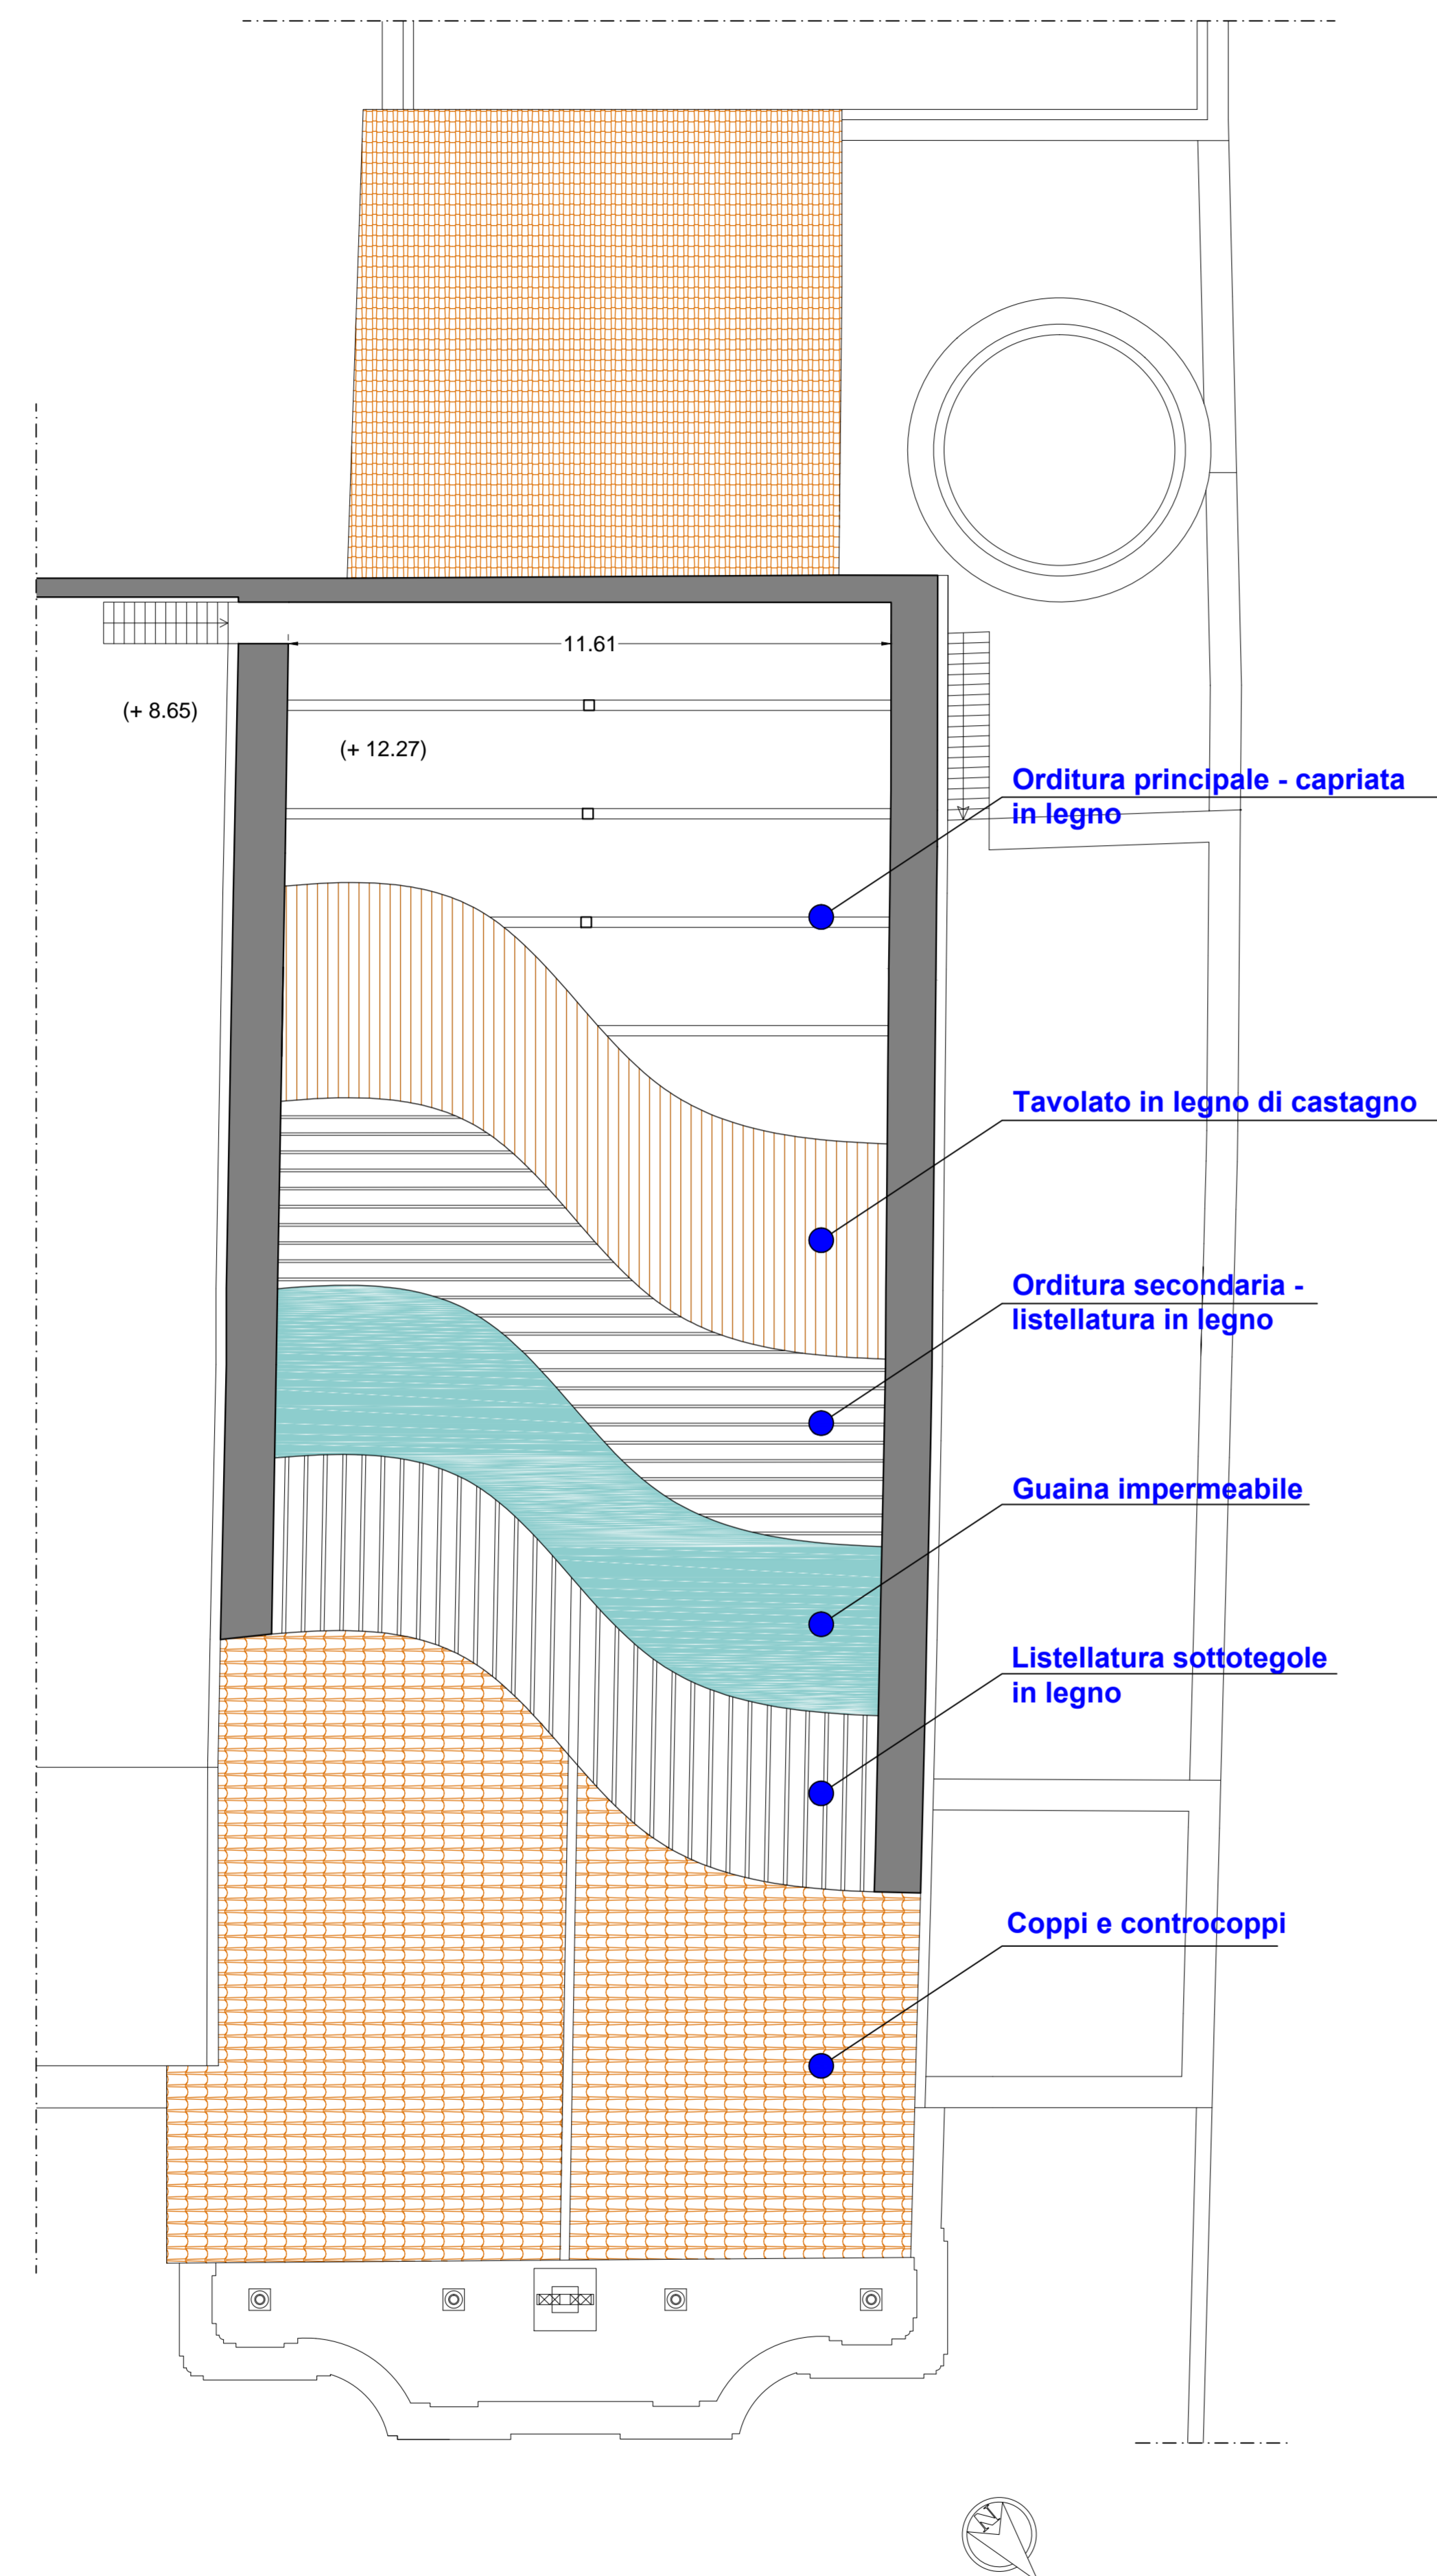 11.61
(+ 8.65)
(+ 12.27)
Orditura principale - capriata
in legno
Tavolato in legno di castagno
Orditura secondaria -
listellatura in legno
Guaina impermeabile
Listellatura sottotegole
in legno
Coppi e controcoppi
N